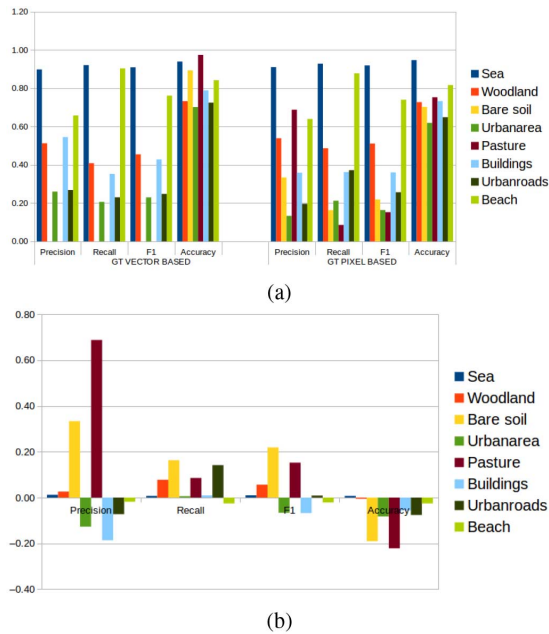 1.20
1.00
0.80
0.60
0.40
0.20
0.00
Precision Recall F1 Accuracy Precision Recall F1 Accuracy
GT VECTOR BASED GT PIXEL BASED
Sea
Woodland
Bare soil
Urbanarea
Pasture
Buildings
Urbanroads
Beach
(a)
0.80
0.60
0.40
0.20
0.00
−0.20
−0.40
Precision Recall F1 Accuracy
Sea
Woodland
Bare soil
Urbanarea
Pasture
Buildings
Urbanroads
Beach
(b)